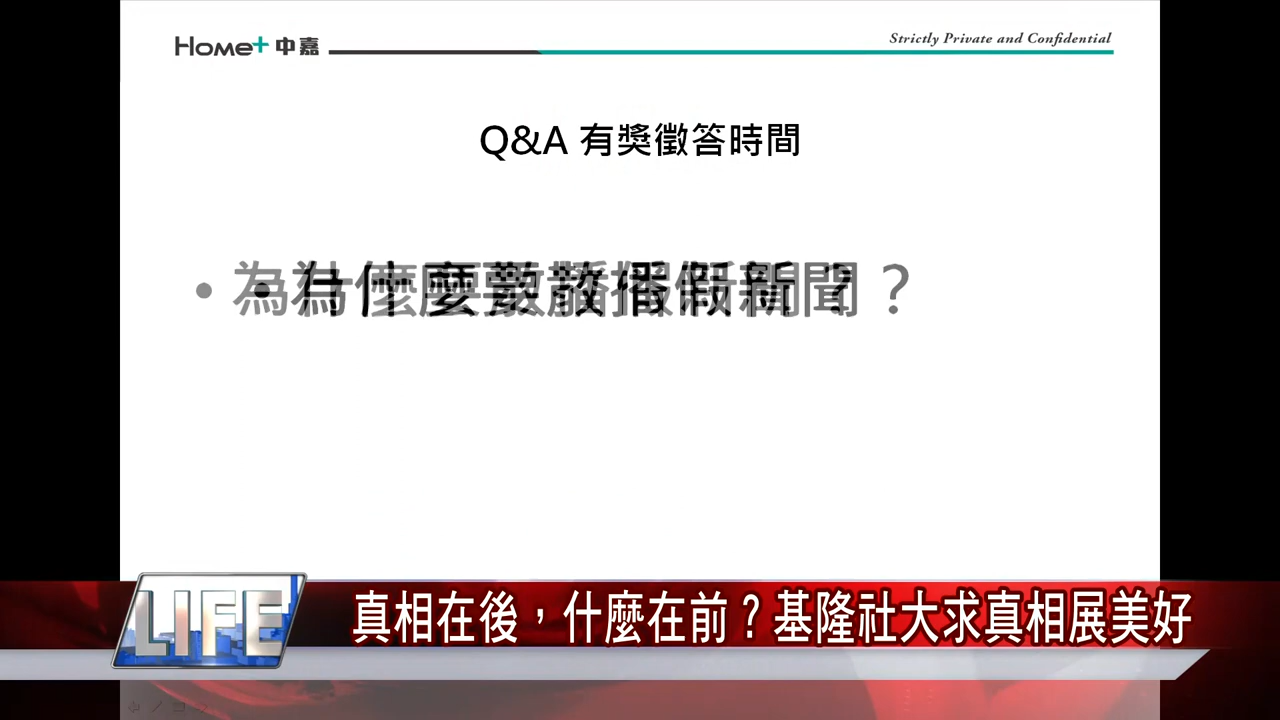 Home+ 中嘉
Strictly Private and Confidential
Q&A 有獎徵答時間
LIFE
真相在後，什麼在前？基隆社大求真相展美好